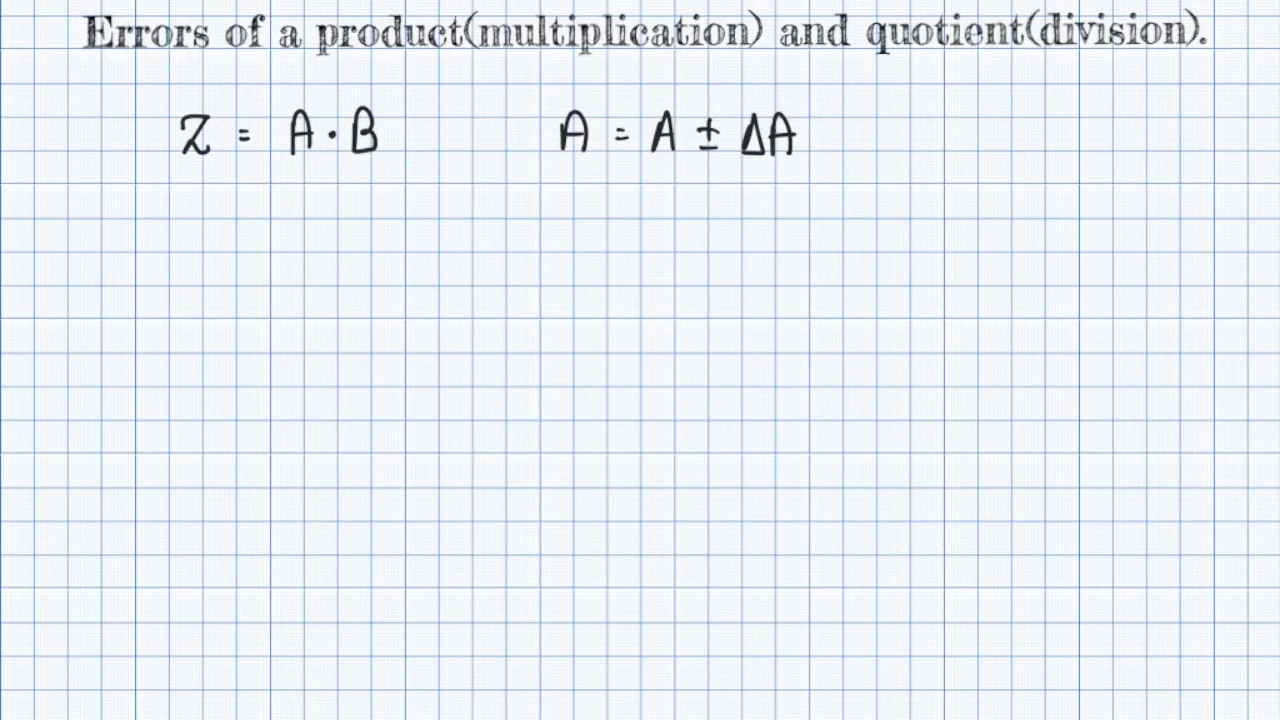 Errors of a product(multiplication) and quotient(division).
Z = A · B A = A ± ΔA